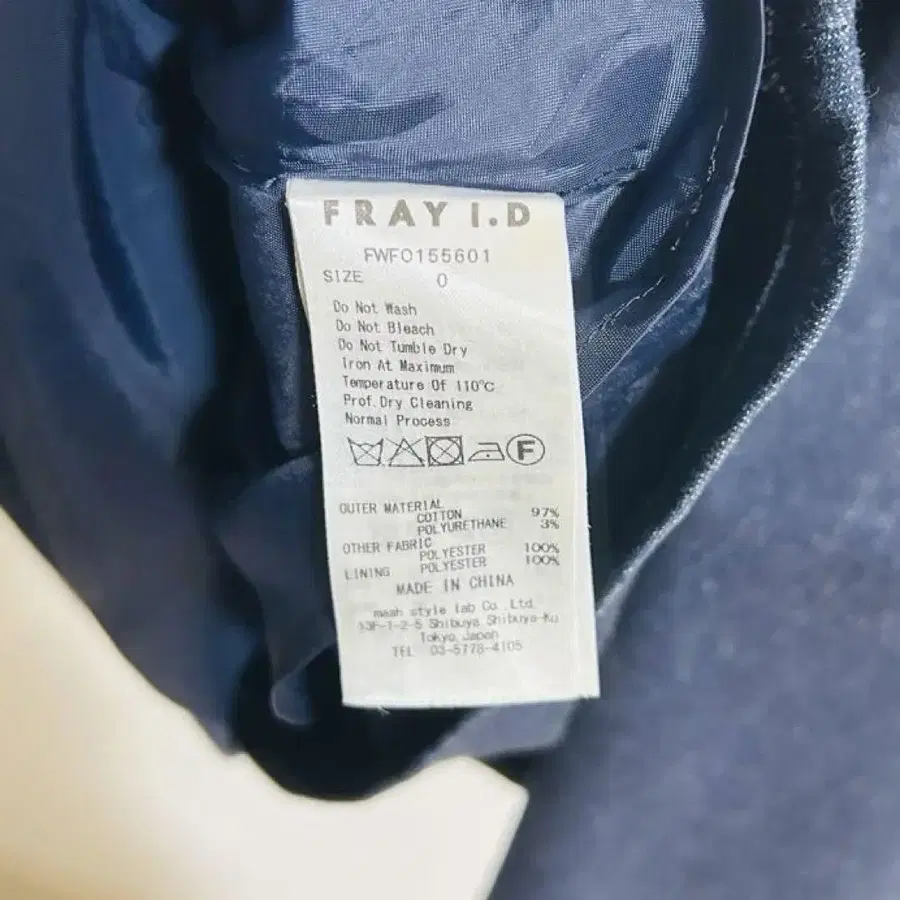 FRAY I.D
FWFO155601
SIZE 0
Do Not Wash
Do Not Bleach
Do Not Tumble Dry
Iron At Maximum
Temperature Of 110°C
Prof. Dry Cleaning
Normal Process
F
OUTER MATERIAL
COTTON 97%
POLYURETHANE 3%
OTHER FABRIC
POLYESTER 100%
LINING POLYESTER 100%
MADE IN CHINA
mash style lab Co., Ltd.
13F-1-2-5 Shibuya Shibuya-Ku
Tokyo, Japan
TEL 03-5778-4105